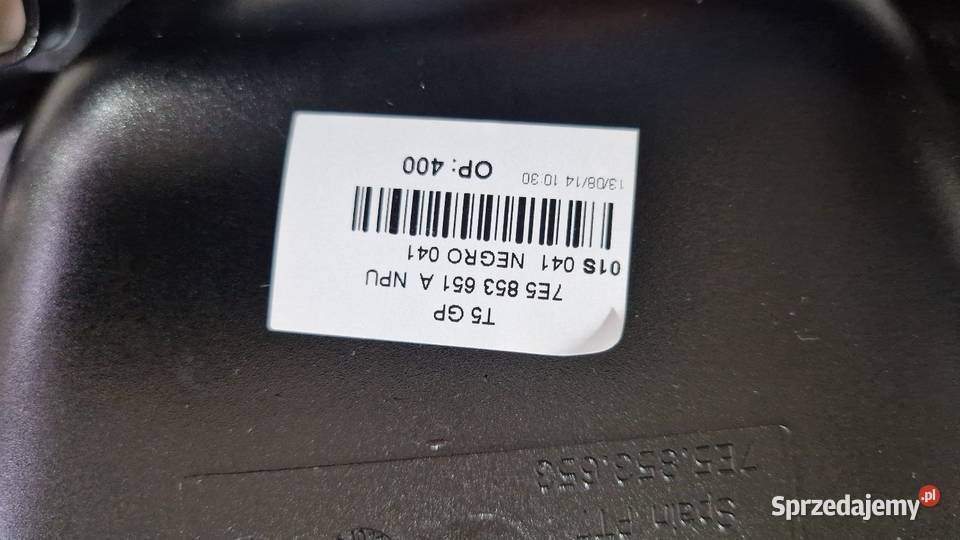 T5 GP
7E5 853 651 A NPU
01S 041 NEGRO 041
13/08/14 10:30 OP: 400
7E5.853.653
Spain
Sprzedajemy.pl